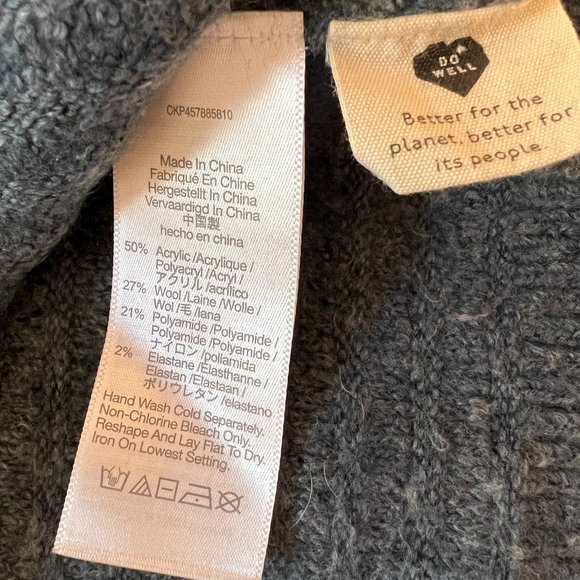 CKP457885810
Made In China
Fabriqué En Chine
Hergestellt In China
Vervaardigd In China
中国製
hecho en china
50% Acrylic /Acrylique /
Polyacryl /Acryl /
アクリル /acrílico
27% Wool /Laine /Wolle /
Wol /毛 /lana
21% Polyamide /Polyamide /
Polyamide /Polyamide
/ナイロン /poliamida
2% Elastane /Elasthanne /
Elastan /Elastaan /
ポリウレタン /elastano
Hand Wash Cold Separately.
Non-Chlorine Bleach Only.
Reshape And Lay Flat To Dry.
Iron On Lowest Setting.
DO
WELL
Better for the
planet, better for
its people.